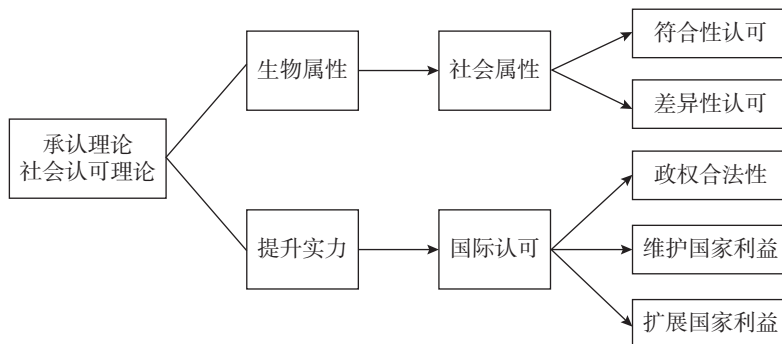 承认理论
社会认可理论
生物属性
社会属性
符合性认可
差异性认可
提升实力
国际认可
政权合法性
维护国家利益
扩展国家利益